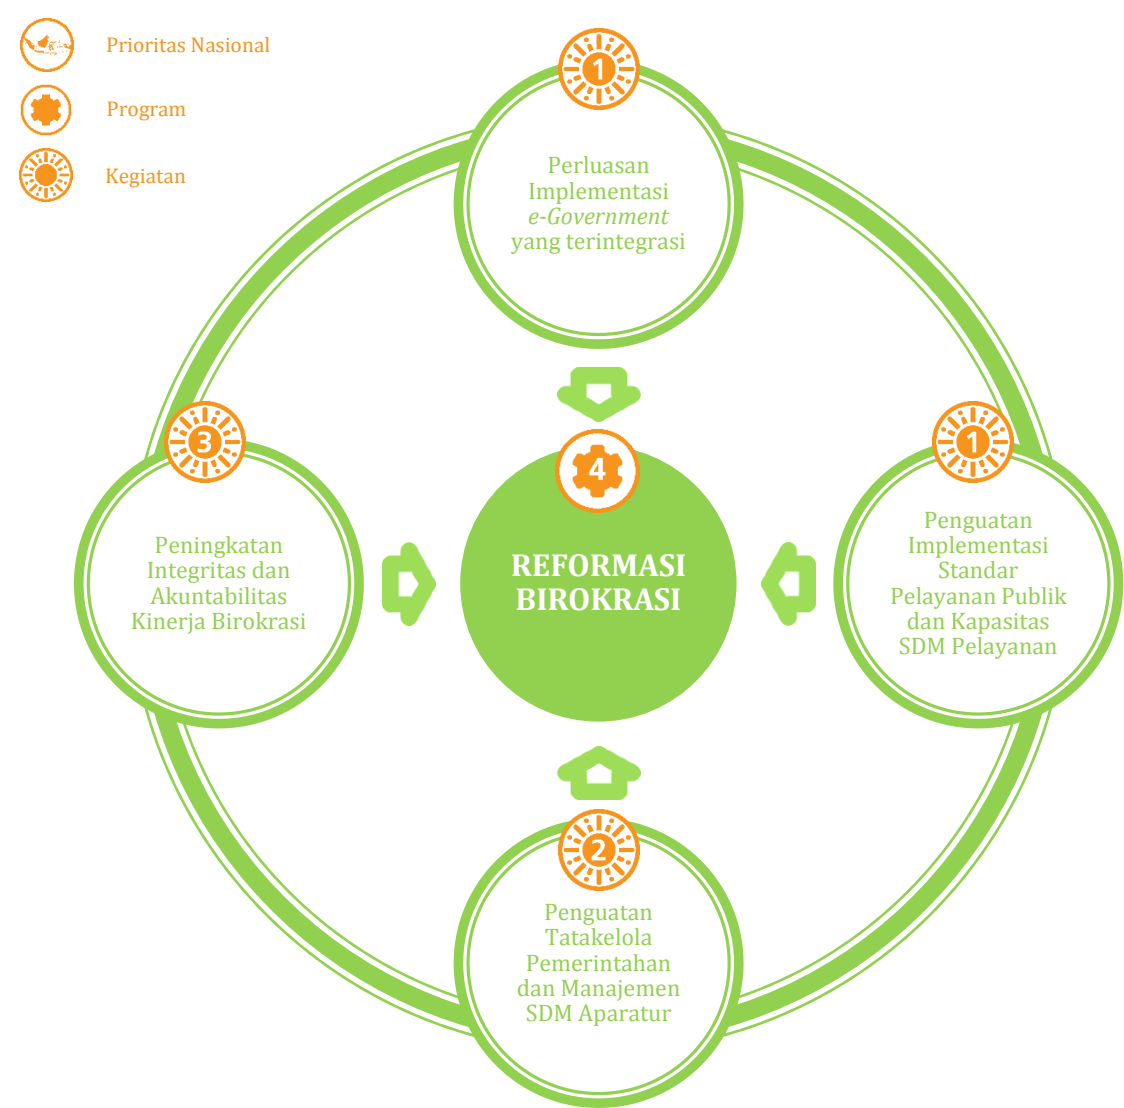 Prioritas Nasional
Program
Kegiatan
1
Perluasan
Implementasi
e-Government
yang terintegrasi
3
Peningkatan
Integritas dan
Akuntabilitas
Kinerja Birokrasi
4
REFORMASI
BIROKRASI
1
Penguatan
Implementasi
Standar
Pelayanan Publik
dan Kapasitas
SDM Pelayanan
2
Penguatan
Tatakelola
Pemerintahan
dan Manajemen
SDM Aparatur